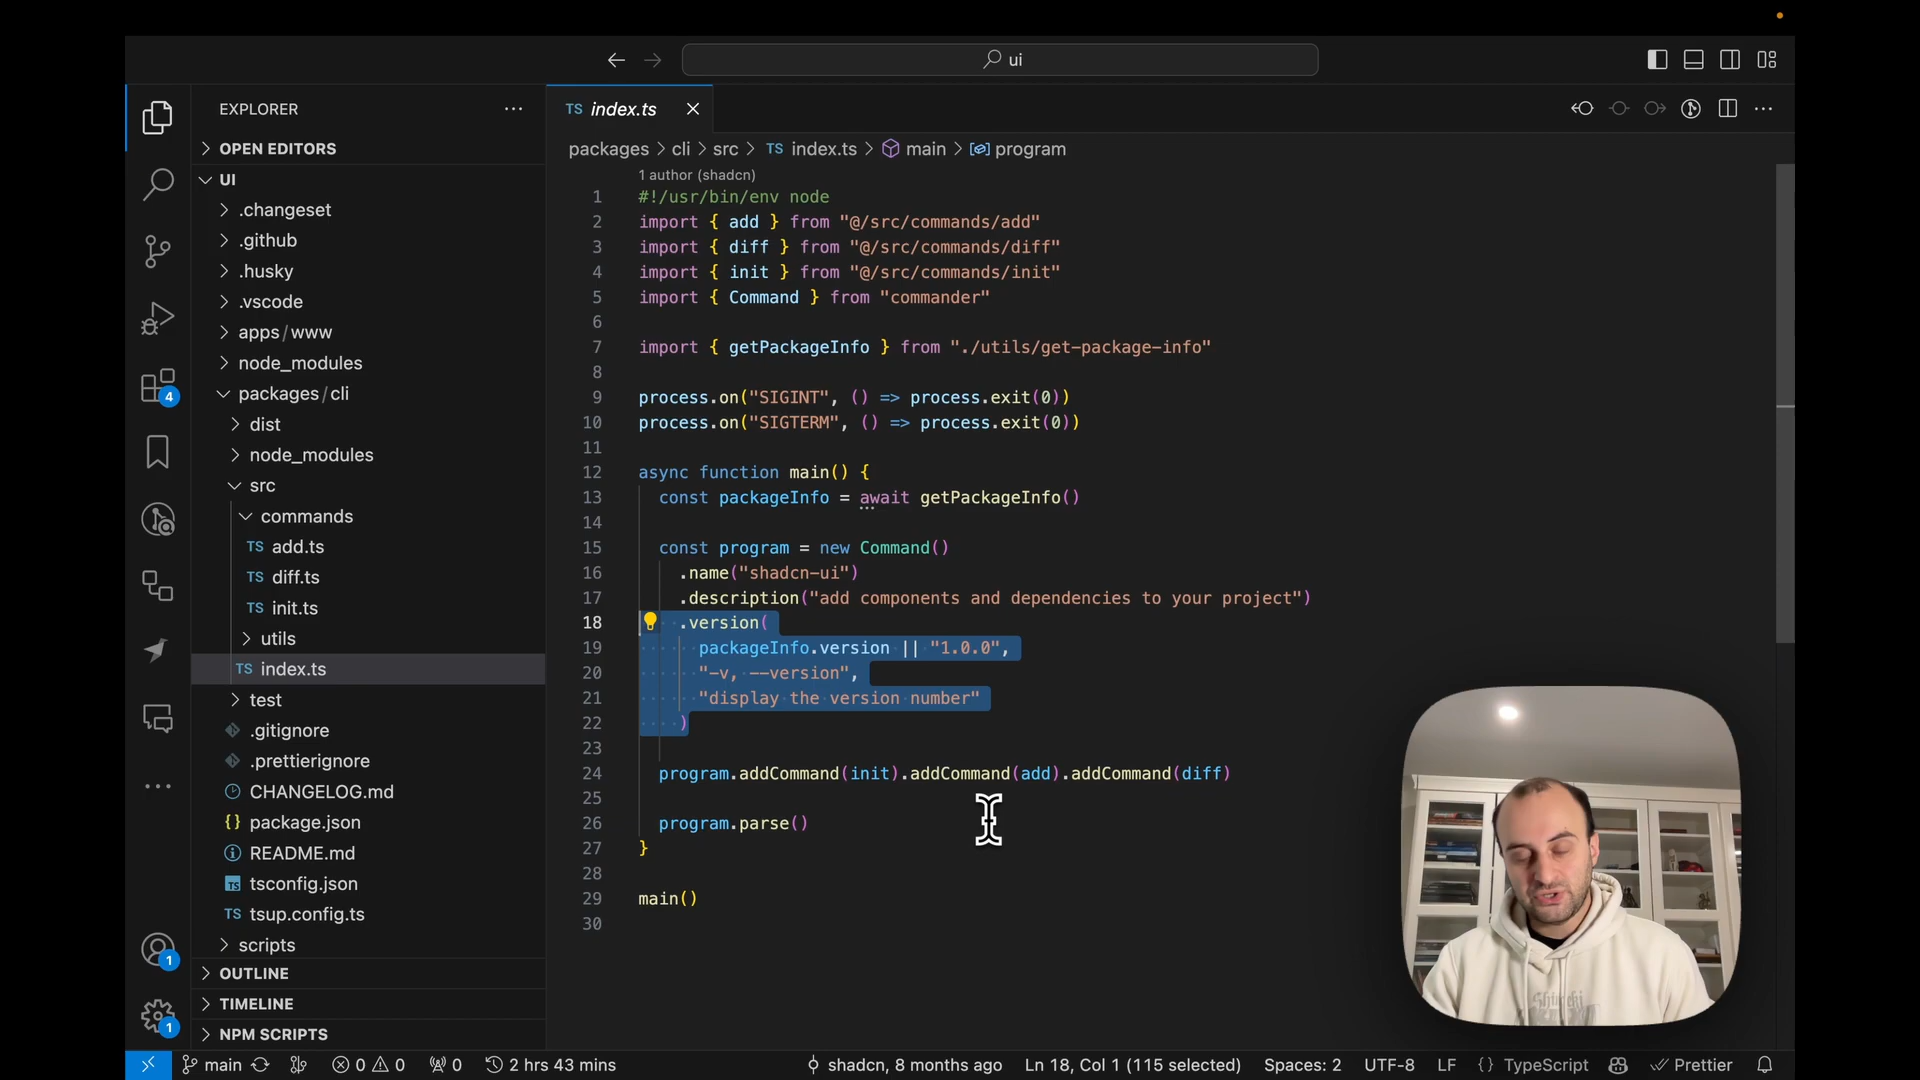 ui
EXPLORER
OPEN EDITORS
UI
.changeset
.github
.husky
.vscode
apps / www
node_modules
packages / cli
dist
node_modules
src
commands
TS add.ts
TS diff.ts
TS init.ts
utils
TS index.ts
test
.gitignore
.prettierignore
CHANGELOG.md
{} package.json
README.md
TS tsconfig.json
TS tsup.config.ts
scripts
OUTLINE
TIMELINE
NPM SCRIPTS
4
1
1
TS index.ts
packages > cli > src > TS index.ts > main > program
1 author (shadcn)
1 #!/usr/bin/env node
2 import { add } from "@/src/commands/add"
3 import { diff } from "@/src/commands/diff"
4 import { init } from "@/src/commands/init"
5 import { Command } from "commander"
6
7 import { getPackageInfo } from "./utils/get-package-info"
8
9 process.on("SIGINT", () => process.exit(0))
10 process.on("SIGTERM", () => process.exit(0))
11
12 async function main() {
13 const packageInfo = await getPackageInfo()
14
15 const program = new Command()
16 .name("shadcn-ui")
17 .description("add components and dependencies to your project")
18 .version(
19 packageInfo.version || "1.0.0",
20 "-v, --version",
21 "display the version number"
22 )
23
24 program.addCommand(init).addCommand(add).addCommand(diff)
25
26 program.parse()
27 }
28
29 main()
30
main 0 0 0 2 hrs 43 mins shadcn, 8 months ago Ln 18, Col 1 (115 selected) Spaces: 2 UTF-8 LF {} TypeScript Prettier